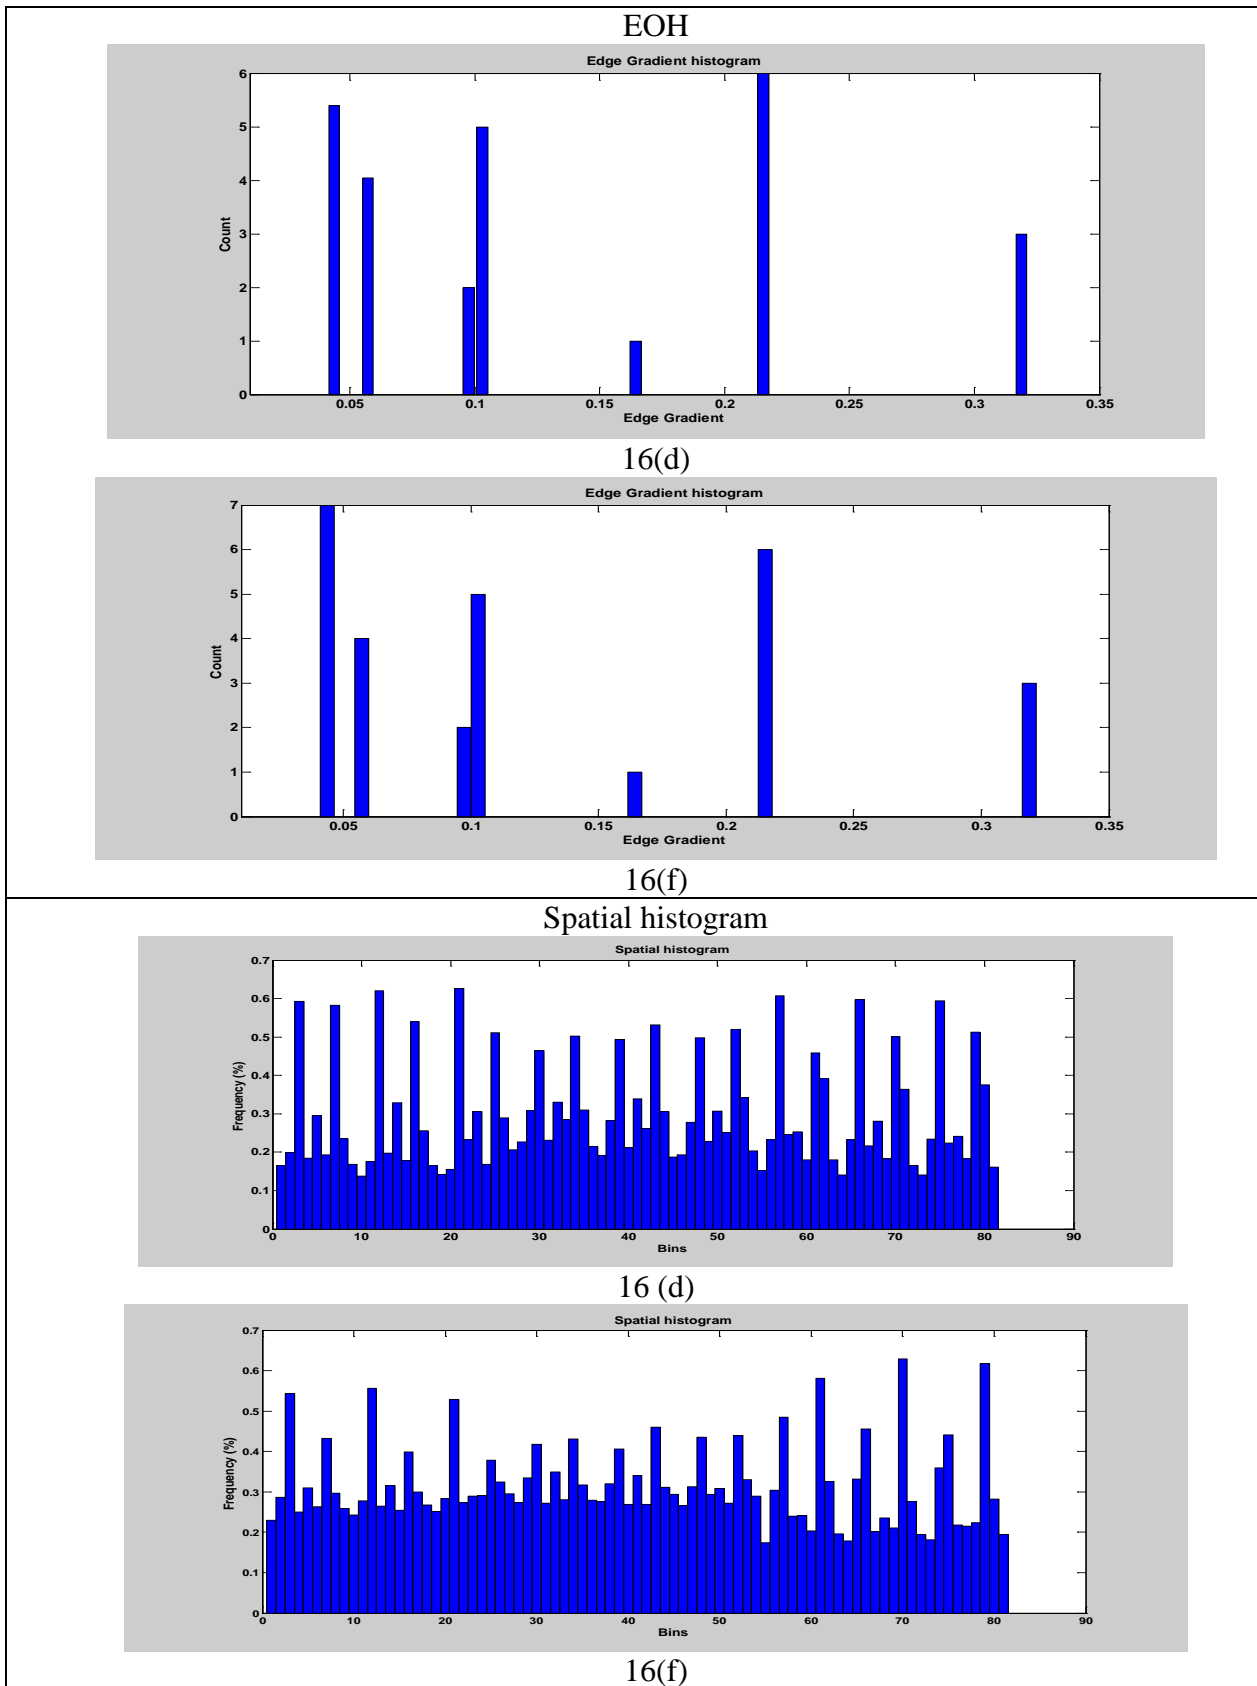 EOH
Edge Gradient histogram
6
5
4
3
2
1
0
Count
0.05 0.1 0.15 0.2 0.25 0.3 0.35
Edge Gradient
16(d)
Edge Gradient histogram
7
6
5
4
3
2
1
0
Count
0.05 0.1 0.15 0.2 0.25 0.3 0.35
Edge Gradient
16(f)
Spatial histogram
Spatial histogram
0.7
0.6
0.5
0.4
0.3
0.2
0.1
0
Frequency (%)
0 10 20 30 40 50 60 70 80 90
Bins
16 (d)
Spatial histogram
0.7
0.6
0.5
0.4
0.3
0.2
0.1
0
Frequency (%)
0 10 20 30 40 50 60 70 80 90
Bins
16(f)